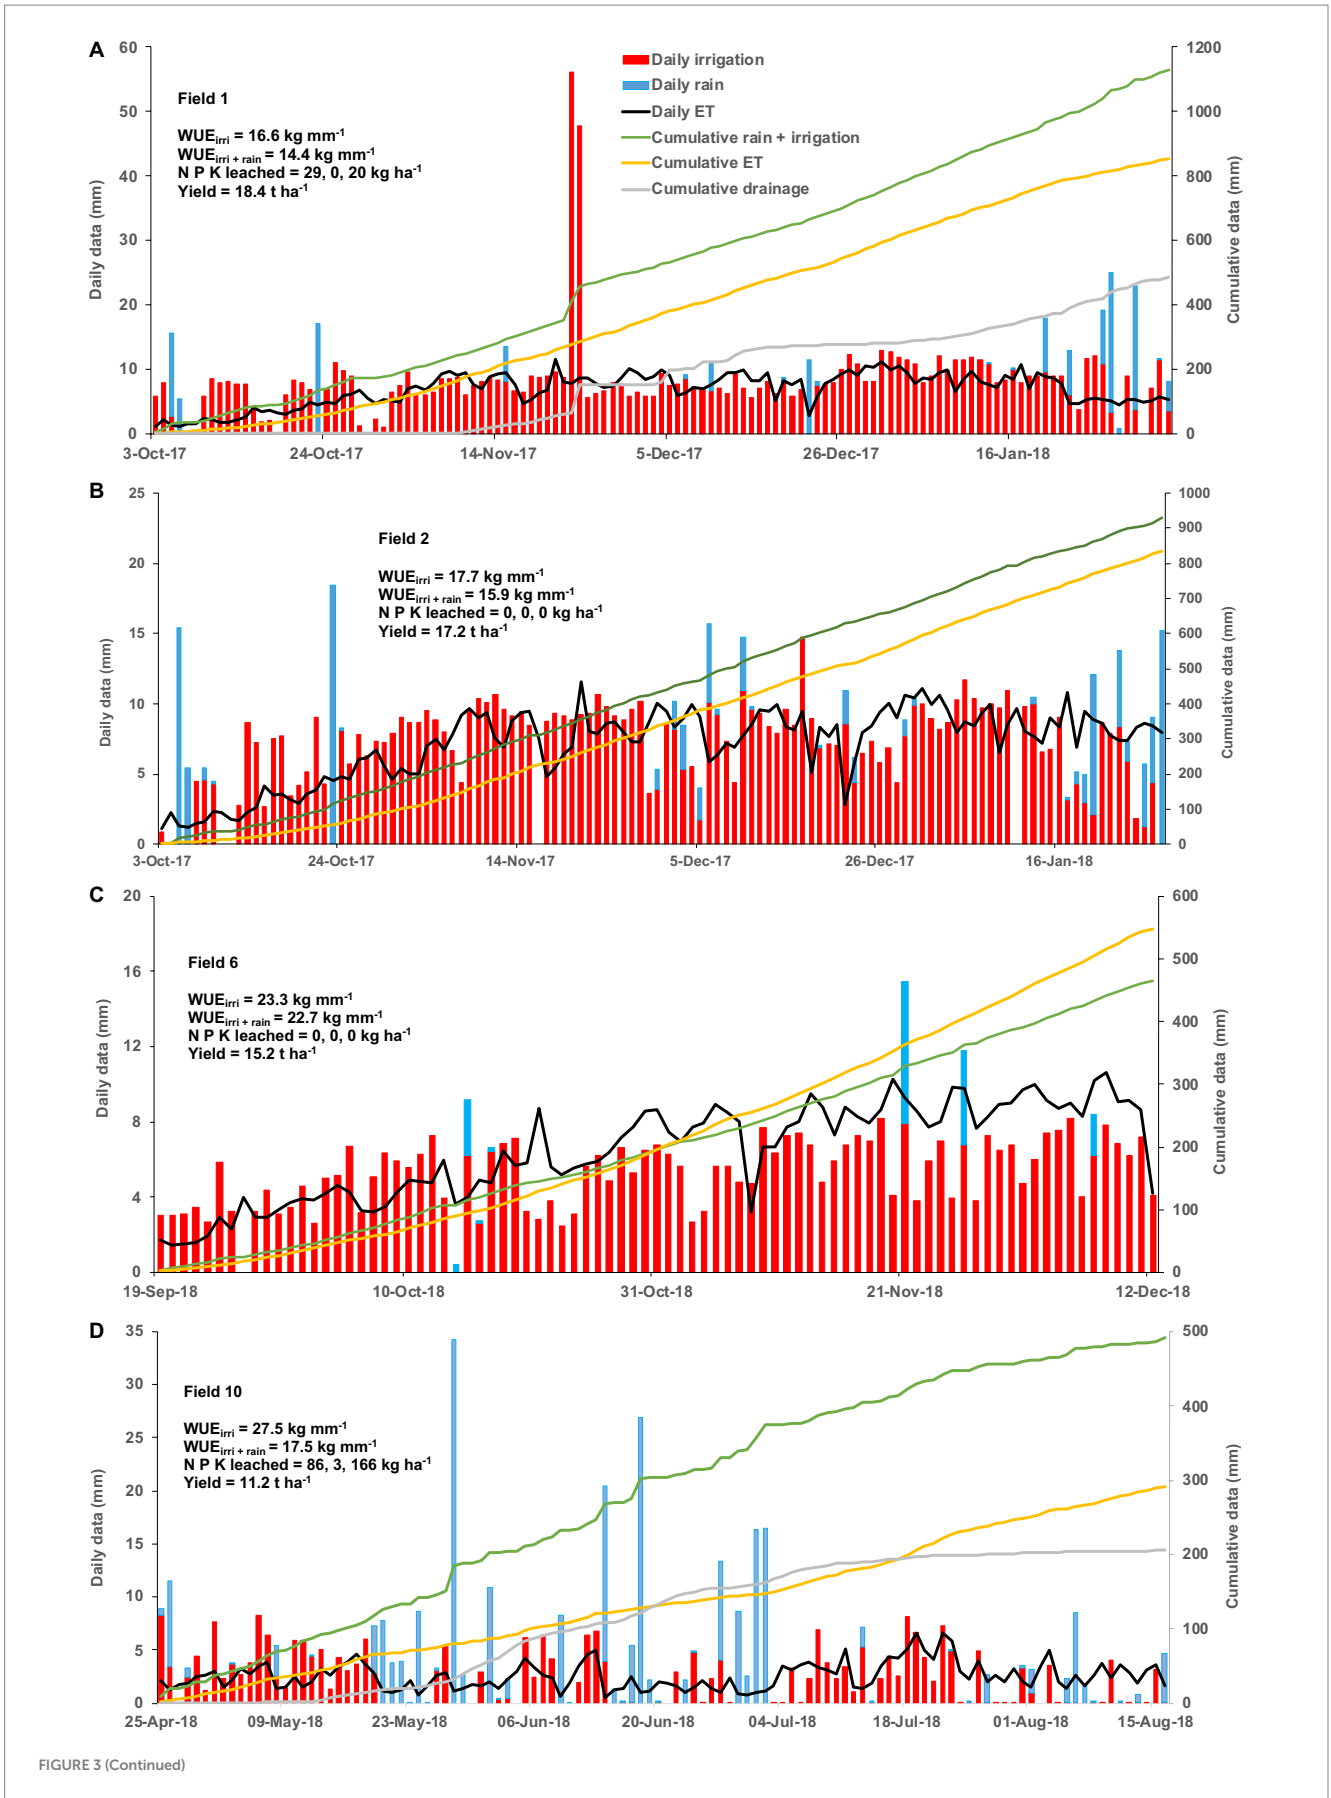 A
60
50
40
30
20
10
0
Daily data (mm)
Field 1
WUEirri = 16.6 kg mm-1
WUEirri + rain = 14.4 kg mm-1
N P K leached = 29, 0, 20 kg ha-1
Yield = 18.4 t ha-1
Daily irrigation
Daily rain
Daily ET
Cumulative rain + irrigation
Cumulative ET
Cumulative drainage
1200
1000
800
600
400
200
0
Cumulative data (mm)
3-Oct-17 24-Oct-17 14-Nov-17 5-Dec-17 26-Dec-17 16-Jan-18
B
25
20
15
10
5
0
Daily data (mm)
Field 2
WUEirri = 17.7 kg mm-1
WUEirri + rain = 15.9 kg mm-1
N P K leached = 0, 0, 0 kg ha-1
Yield = 17.2 t ha-1
1000
900
800
700
600
500
400
300
200
100
0
Cumulative data (mm)
3-Oct-17 24-Oct-17 14-Nov-17 5-Dec-17 26-Dec-17 16-Jan-18
C
20
16
12
8
4
0
Daily data (mm)
Field 6
WUEirri = 23.3 kg mm-1
WUEirri + rain = 22.7 kg mm-1
N P K leached = 0, 0, 0 kg ha-1
Yield = 15.2 t ha-1
600
500
400
300
200
100
0
Cumulative data (mm)
19-Sep-18 10-Oct-18 31-Oct-18 21-Nov-18 12-Dec-18
D
35
30
25
20
15
10
5
0
Daily data (mm)
Field 10
WUEirri = 27.5 kg mm-1
WUEirri + rain = 17.5 kg mm-1
N P K leached = 86, 3, 166 kg ha-1
Yield = 11.2 t ha-1
500
400
300
200
100
0
Cumulative data (mm)
25-Apr-18 09-May-18 23-May-18 06-Jun-18 20-Jun-18 04-Jul-18 18-Jul-18 01-Aug-18 15-Aug-18
FIGURE 3 (Continued)